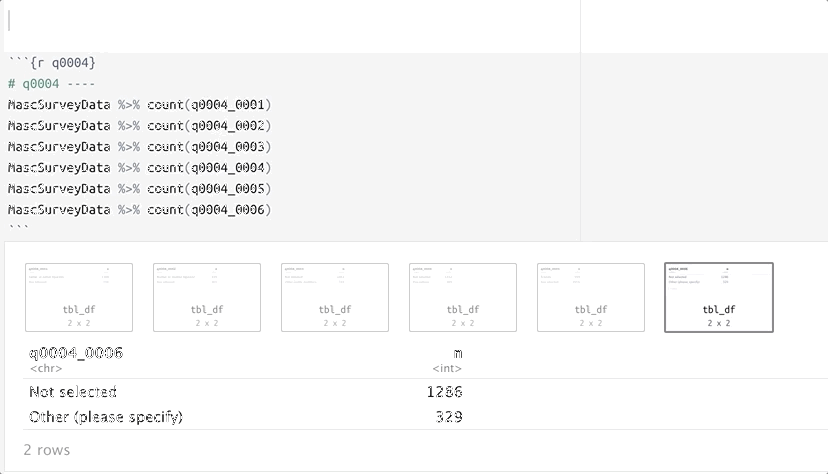 ```{r q0004}
# q0004 ----
MascSurveyData %>% count(q0004_0001)
MascSurveyData %>% count(q0004_0002)
MascSurveyData %>% count(q0004_0003)
MascSurveyData %>% count(q0004_0004)
MascSurveyData %>% count(q0004_0005)
MascSurveyData %>% count(q0004_0006)
```
tbl_df tbl_df tbl_df tbl_df tbl_df tbl_df
2 x 2 2 x 2 2 x 2 2 x 2 2 x 2 2 x 2
q0004_0006 n
<chr> <int>
Not selected 1286
Other (please specify) 329
2 rows